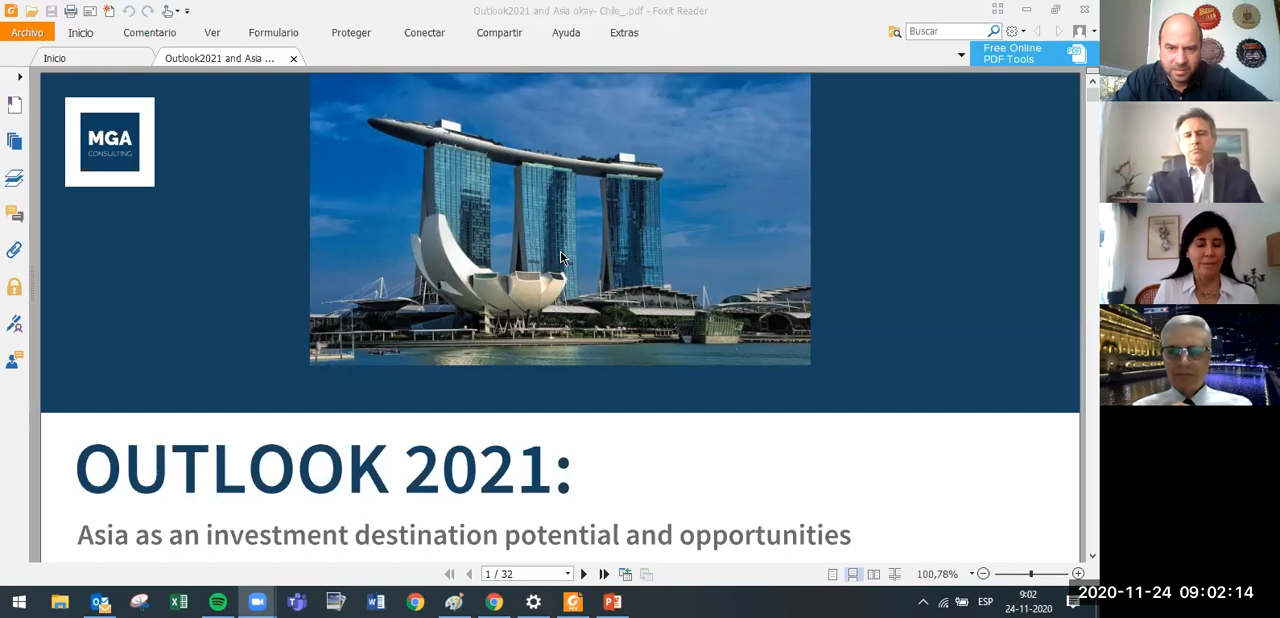 Outlook2021 and Asia okay- Chile_.pdf - Foxit Reader
Archivo Inicio Comentario Ver Formulario Proteger Conectar Compartir Ayuda Extras
Buscar
Inicio
Outlook2021 and Asia ...
Free Online
PDF Tools
MGA
CONSULTING
OUTLOOK 2021:
Asia as an investment destination potential and opportunities
1 / 32
100,78%
ESP
9:02
24-11-2020
2020-11-24 09:02:14